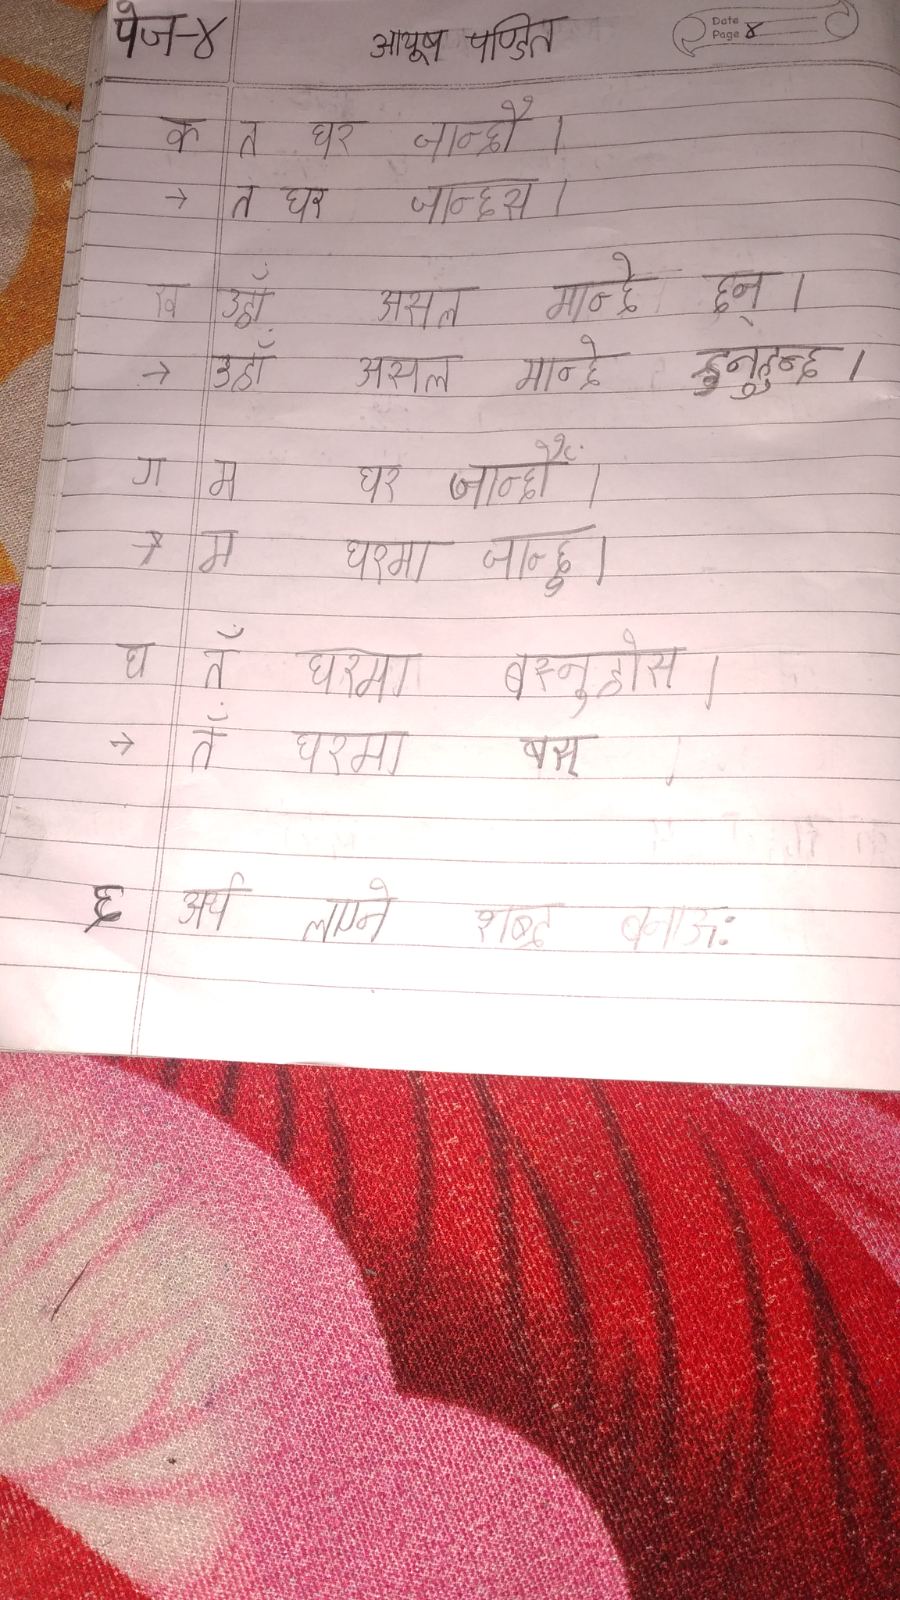 पेज-४ आयूष पण्डित Date Page ४
क त घर जान्छौ ।
→ त घर जान्छस ।
ख उहाँ असल मान्छे छन् ।
→ उहाँ असल मान्छे हुनुहुन्छ ।
ग म घर जान्छौँ ।
→ म घरमा जान्छु ।
घ तँ घरमा बस्नुहोस ।
→ तँ घरमा बस् ।
छ अर्थ लाग्ने शब्द बनाऊ: